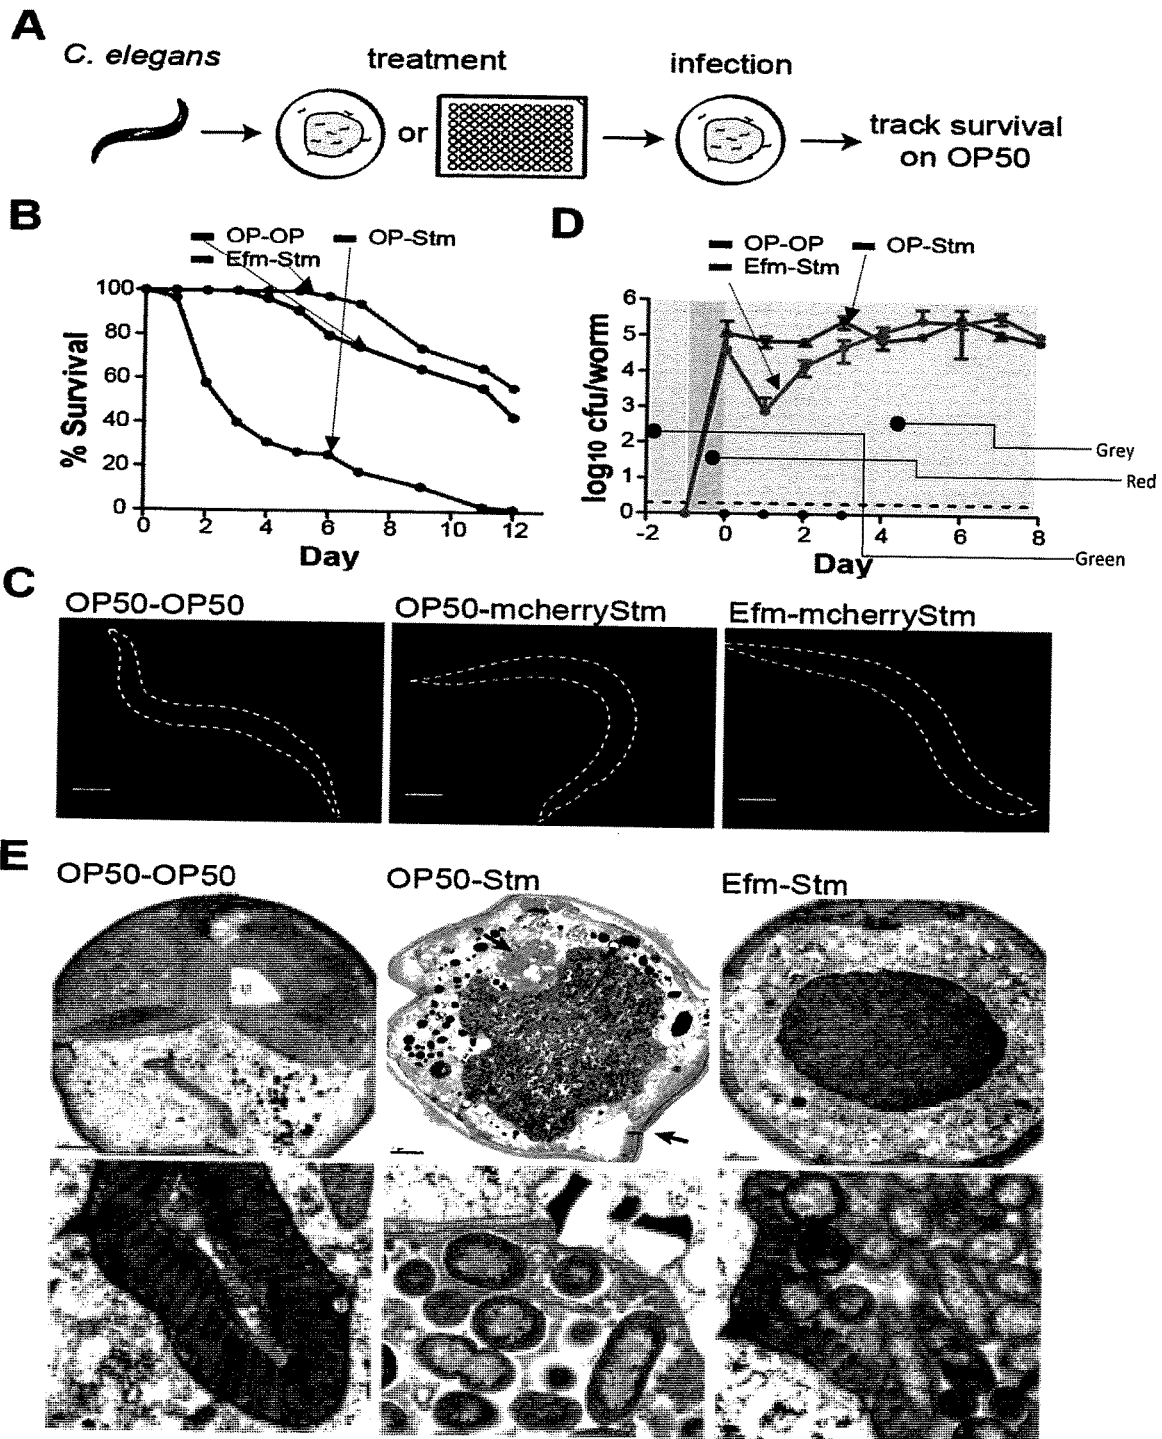 A
C. elegans
treatment
infection
or
track survival
on OP50
B
OP-OP
OP-Stm
Efm-Stm
% Survival
100
80
60
40
20
0
0 2 4 6 8 10 12
Day
D
OP-OP
OP-Stm
Efm-Stm
log10 cfu/worm
6
5
4
3
2
1
0
-2 0 2 4 6 8
Day
Grey
Red
Green
C
OP50-OP50
OP50-mcherryStm
Efm-mcherryStm
E
OP50-OP50
OP50-Stm
Efm-Stm